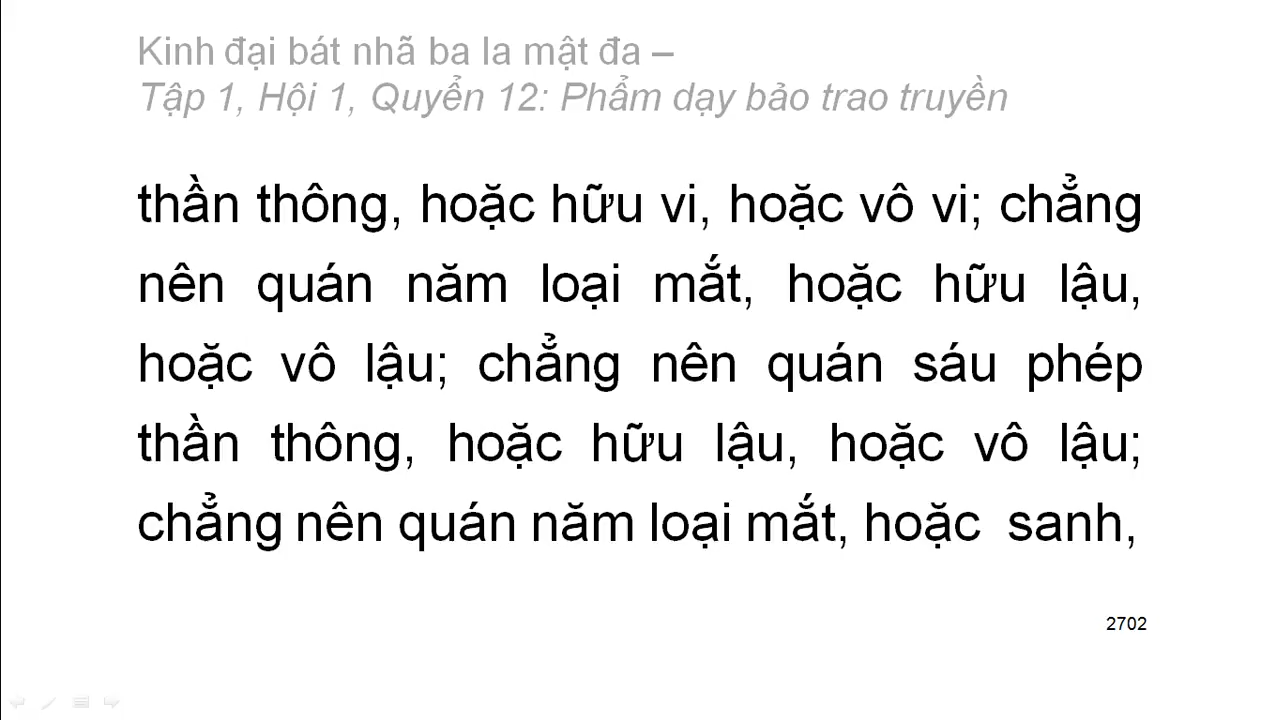 Kinh đại bát nhã ba la mật đa –
Tập 1, Hội 1, Quyển 12: Phẩm dạy bảo trao truyền
thần thông, hoặc hữu vi, hoặc vô vi; chẳng
nên quán năm loại mắt, hoặc hữu lậu,
hoặc vô lậu; chẳng nên quán sáu phép
thần thông, hoặc hữu lậu, hoặc vô lậu;
chẳng nên quán năm loại mắt, hoặc sanh,
2702